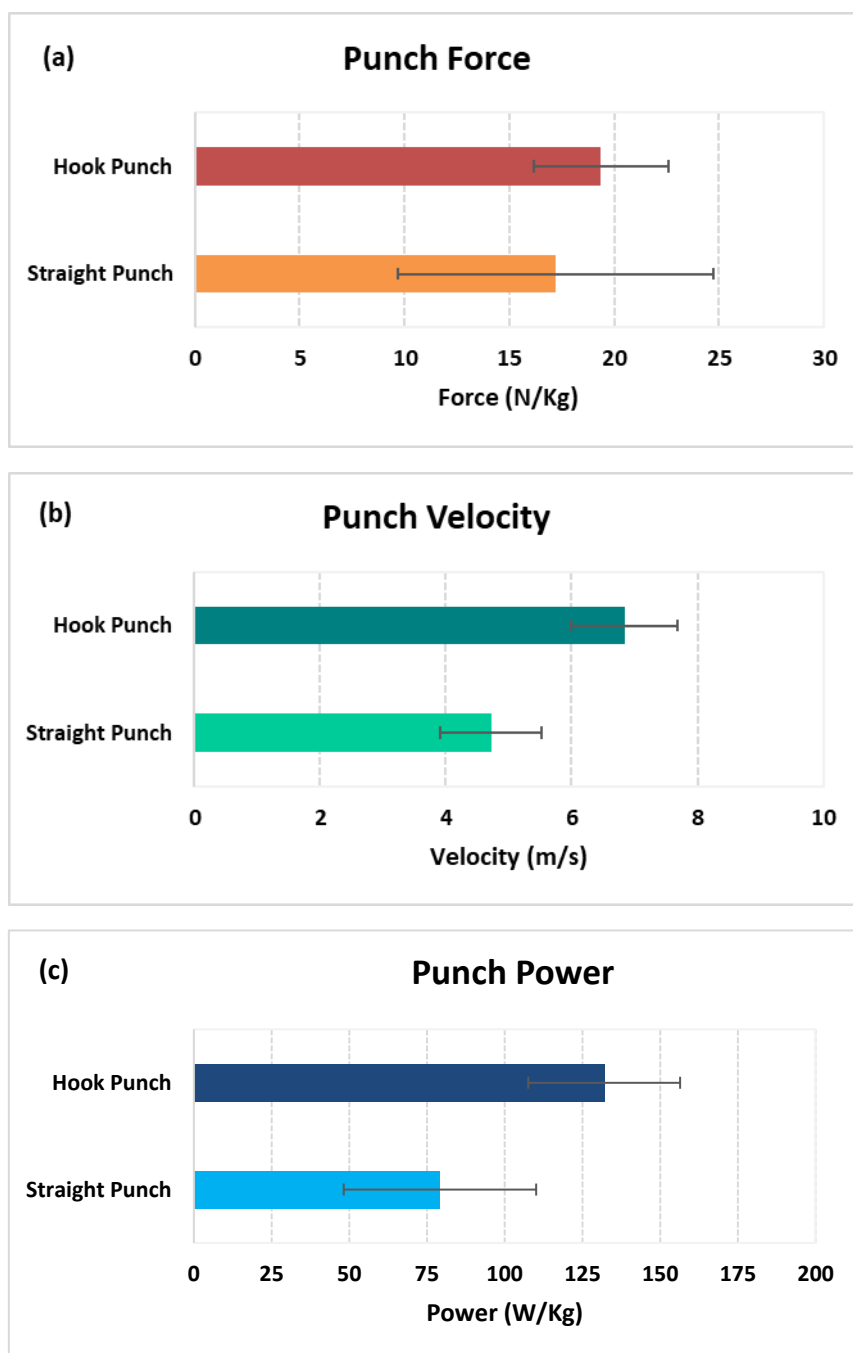 (a)
Punch Force
Hook Punch
Straight Punch
0 5 10 15 20 25 30
Force (N/Kg)
(b)
Punch Velocity
Hook Punch
Straight Punch
0 2 4 6 8 10
Velocity (m/s)
(c)
Punch Power
Hook Punch
Straight Punch
0 25 50 75 100 125 150 175 200
Power (W/Kg)